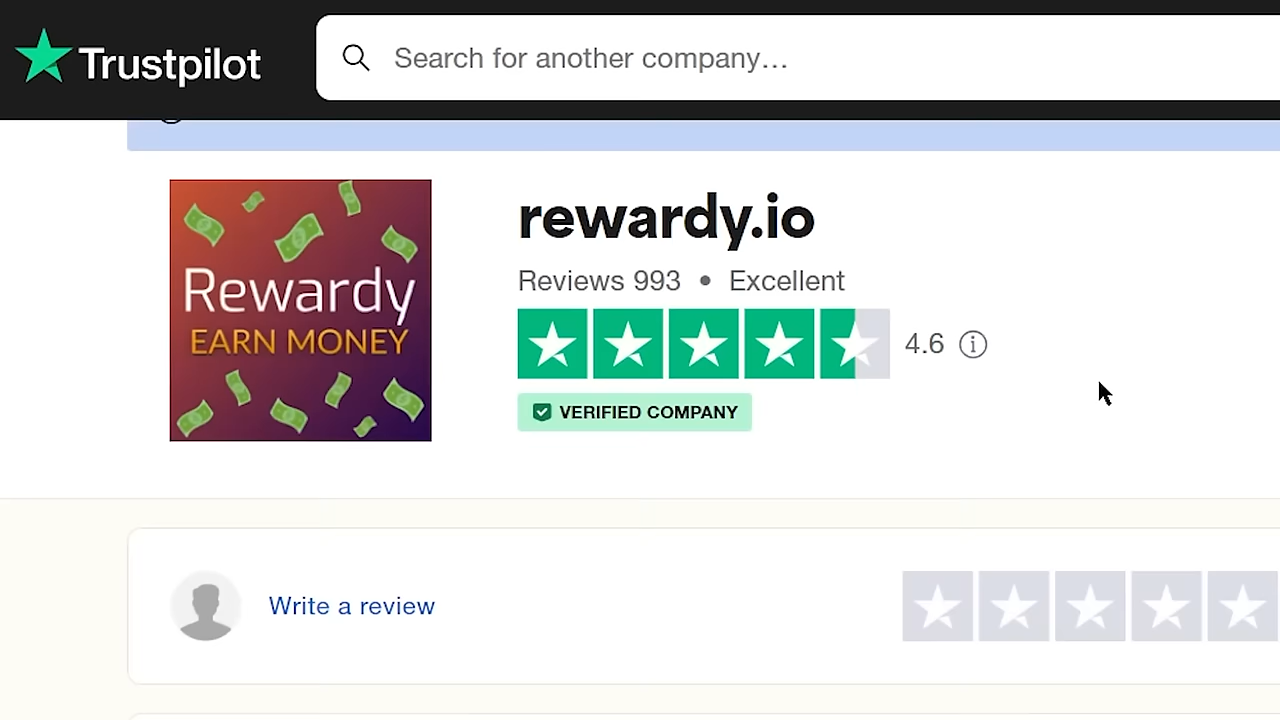 Trustpilot
Search for another company...
rewardy.io
Reviews 993 • Excellent
4.6
VERIFIED COMPANY
Rewardy
EARN MONEY
Write a review